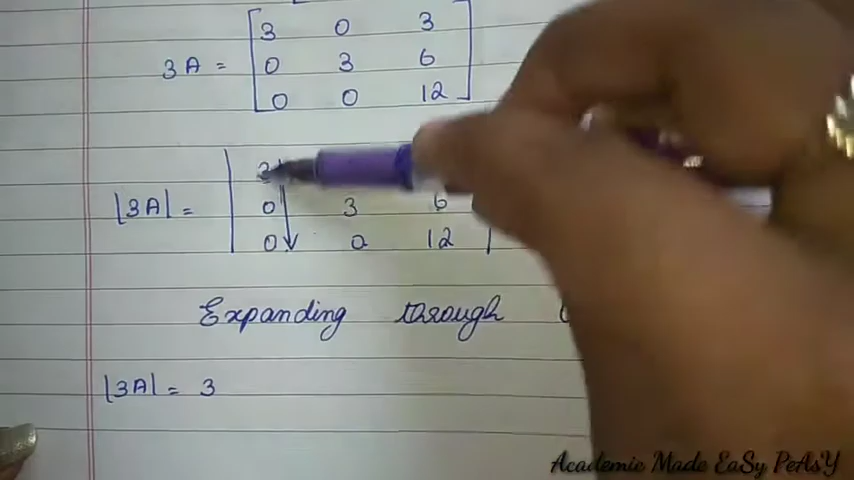 3A = [3 0 3
0 3 6
0 0 12]
|3A| = | 3
0 3 6
0 0 12 |
Expanding through
|3A| = 3
Academic Made EaSy PeAsY